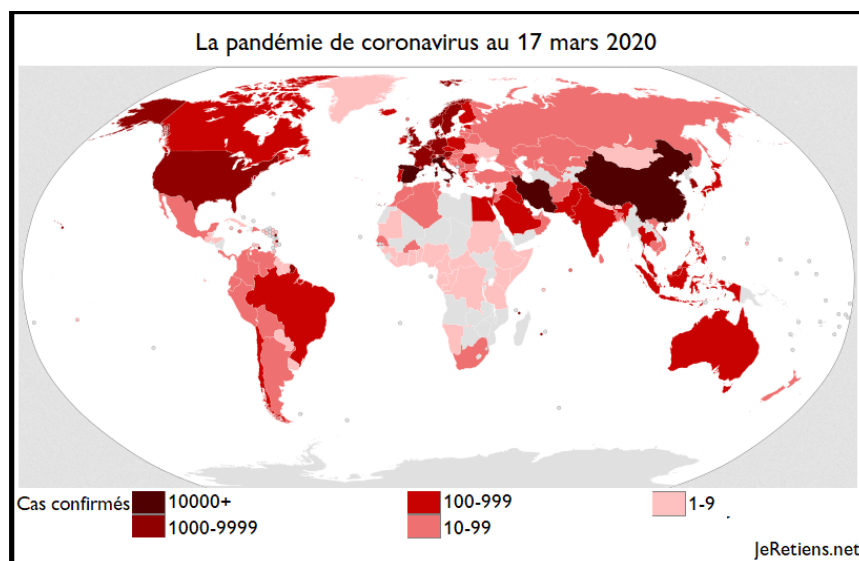 La pandémie de coronavirus au 17 mars 2020
Cas confirmés 10000+ 100-999 1-9
1000-9999 10-99
JeRetiens.net